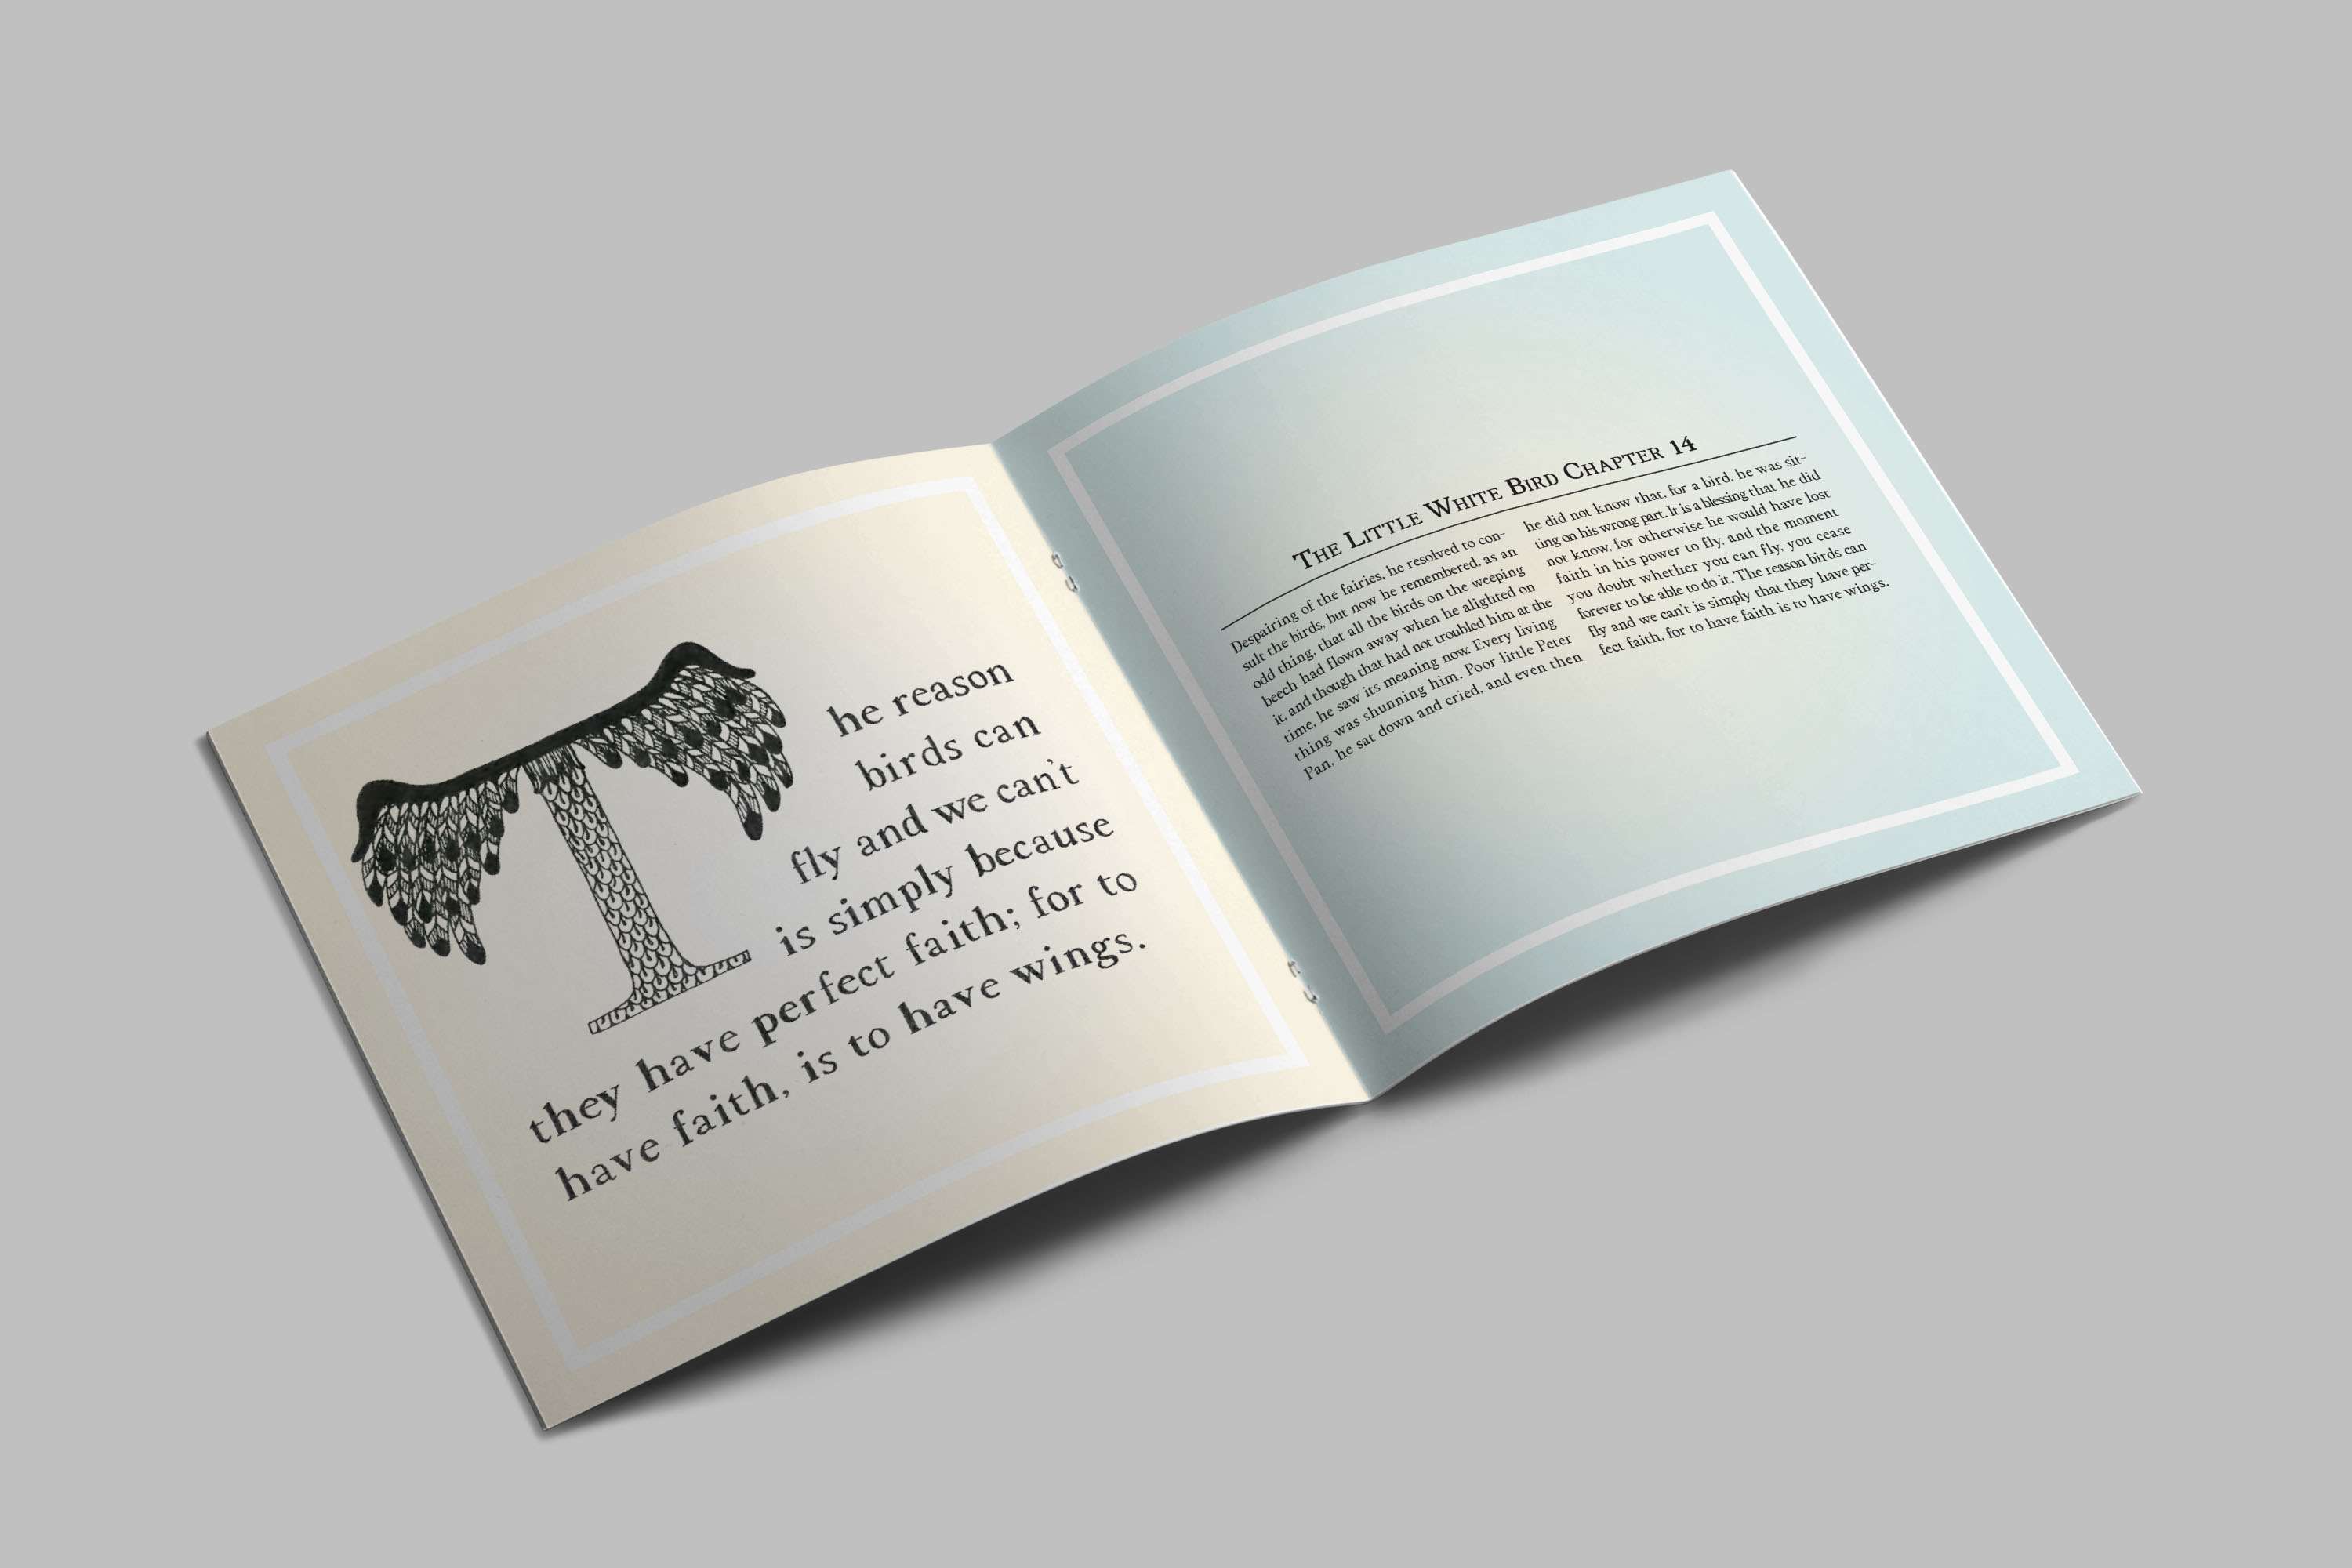 The reason
birds can
fly and we can't
is simply because
they have perfect faith; for to
have faith, is to have wings.
The Little White Bird Chapter 14
Despairing of the fairies, he resolved to con-
sult the birds, but now he remembered, as an
odd thing, that all the birds on the weeping
beech had flown away when he alighted on
it, and though that had not troubled him at the
time, he saw its meaning now. Every living
thing was shunning him. Poor little Peter
Pan, he sat down and cried, and even then
he did not know that, for a bird, he was sit-
ting on his wrong part. It is a blessing that he did
not know, for otherwise he would have lost
faith in his power to fly, and the moment
you doubt whether you can fly, you cease
forever to be able to do it. The reason birds can
fly and we can't is simply that they have per-
fect faith, for to have faith is to have wings.